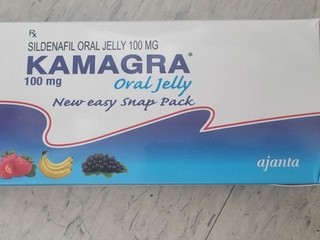 Rx
SILDENAFIL ORAL JELLY 100 MG
KAMAGRA®
100 mg
Oral Jelly
New easy Snap Pack
ajanta